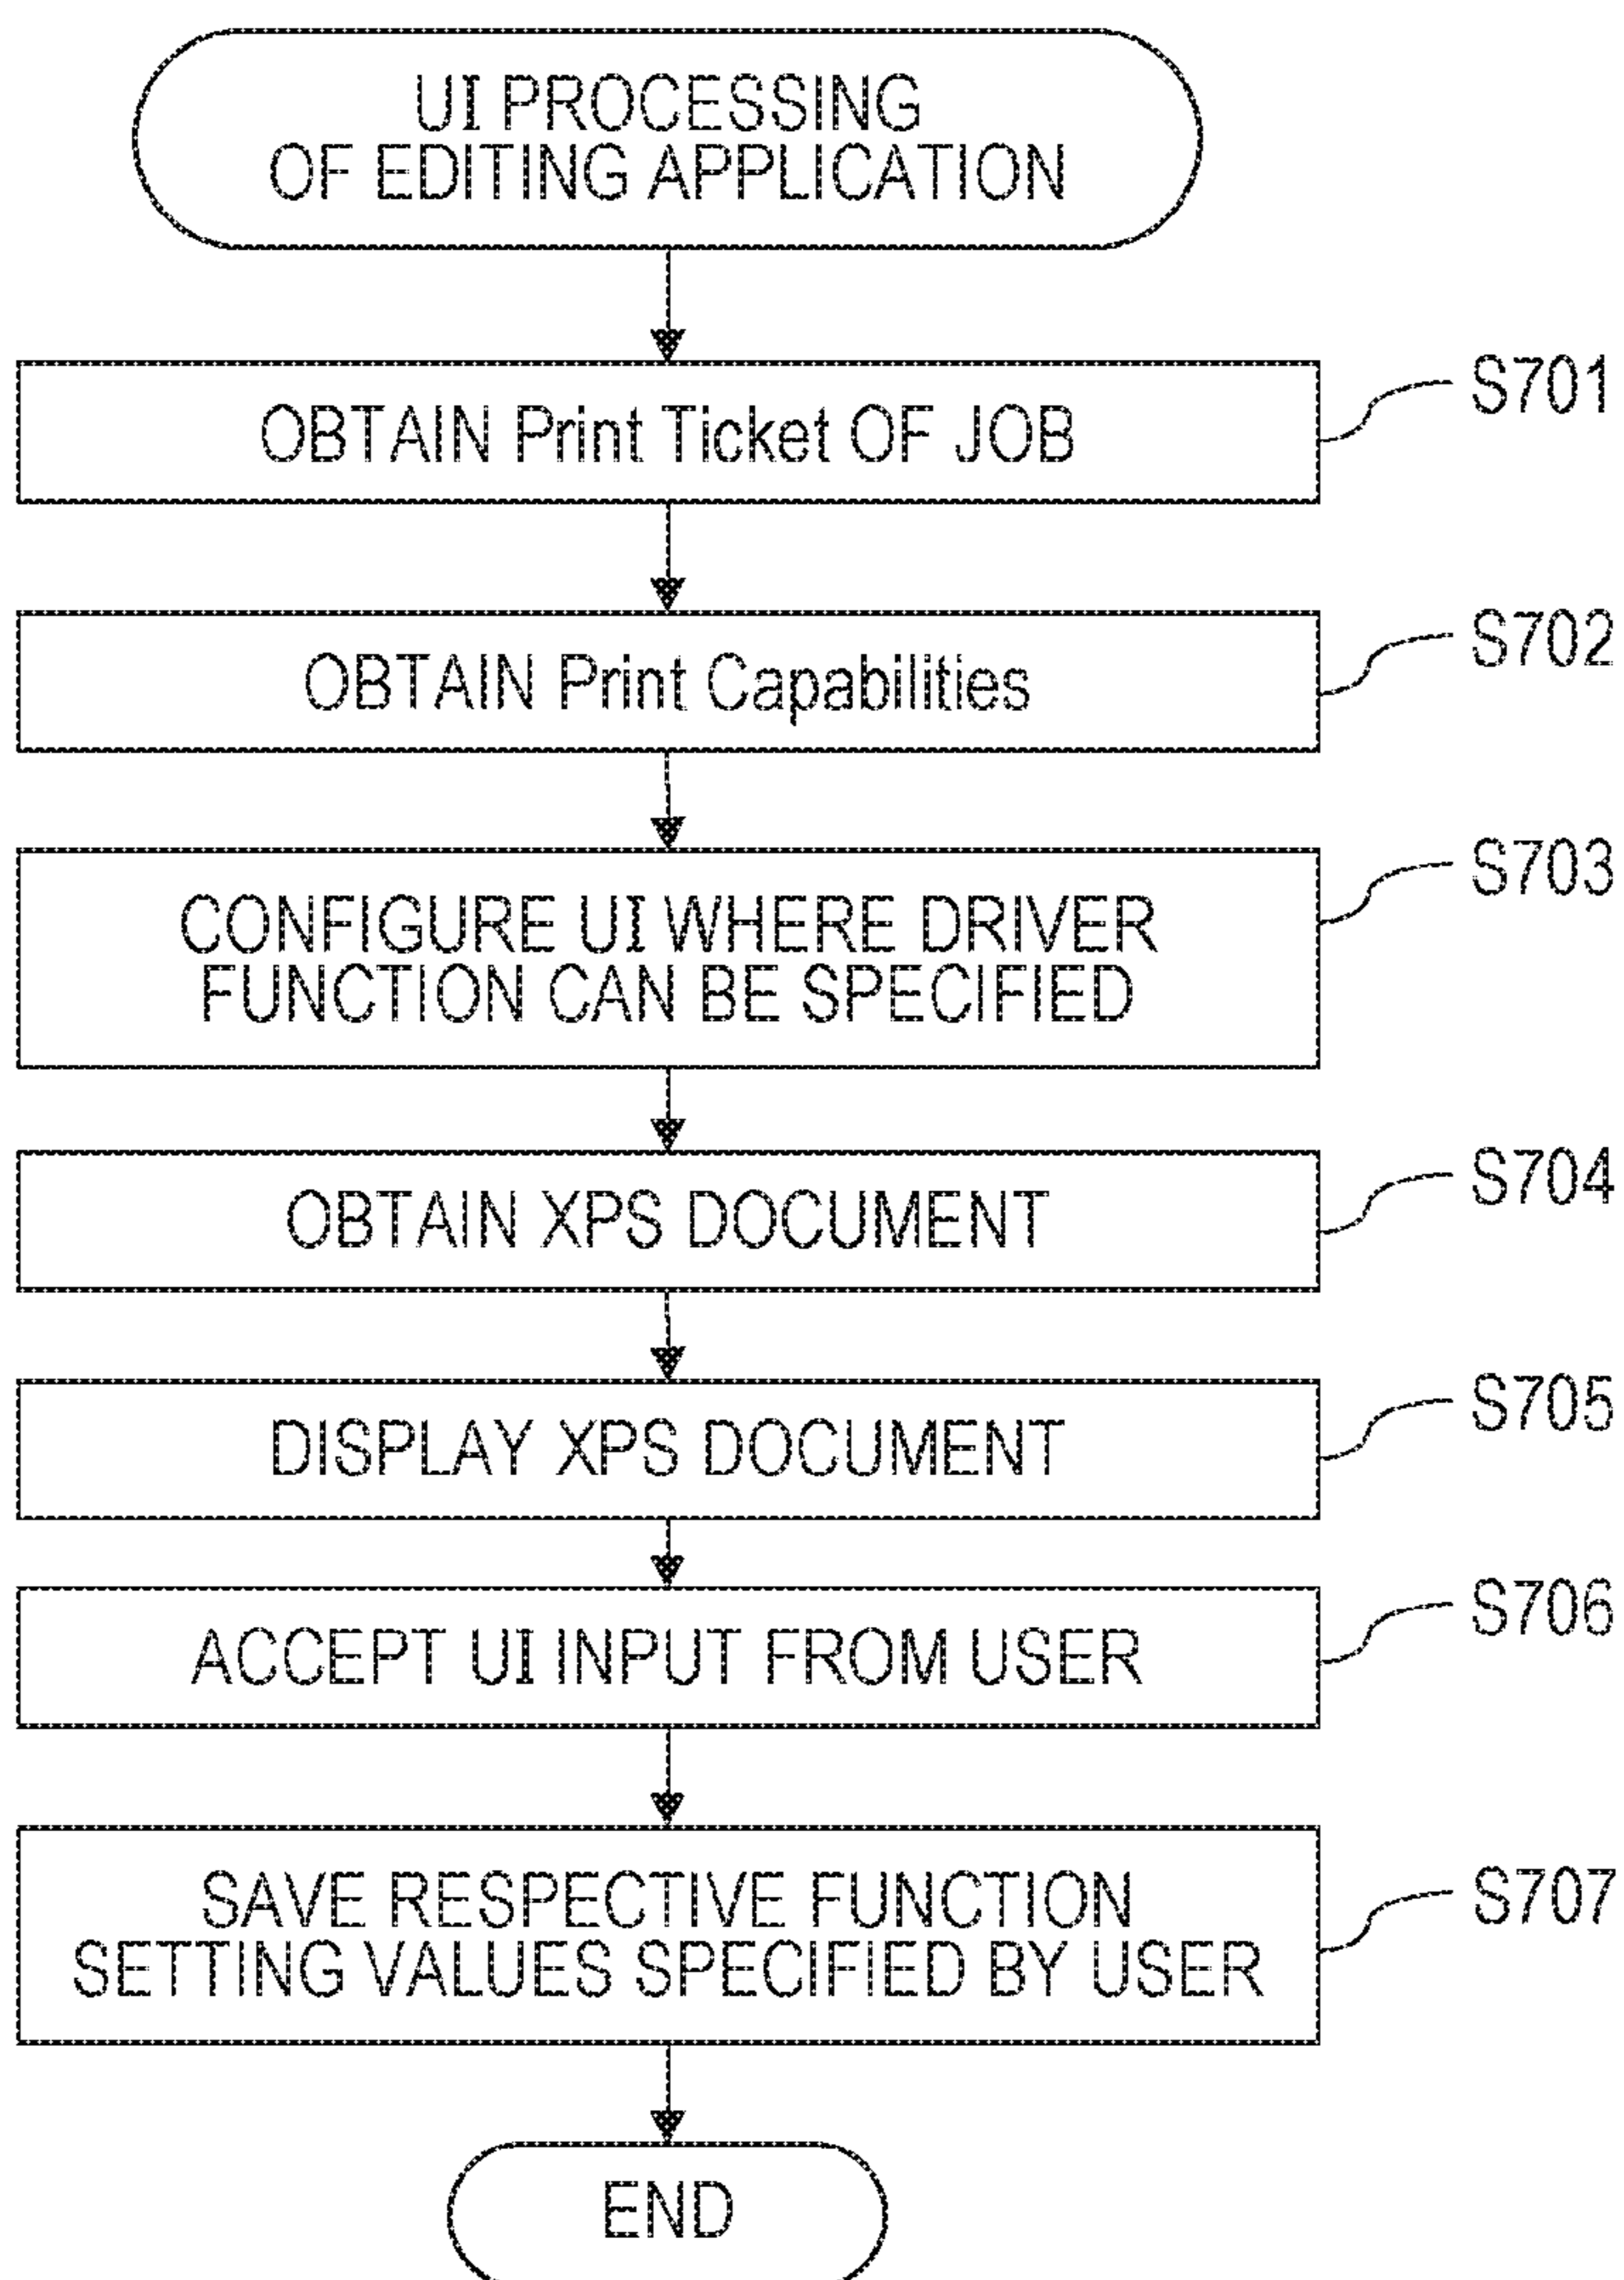 UI PROCESSING
OF EDITING APPLICATION
OBTAIN Print Ticket OF JOB
S701
OBTAIN Print Capabilities
S702
CONFIGURE UI WHERE DRIVER
FUNCTION CAN BE SPECIFIED
S703
OBTAIN XPS DOCUMENT
S704
DISPLAY XPS DOCUMENT
S705
ACCEPT UI INPUT FROM USER
S706
SAVE RESPECTIVE FUNCTION
SETTING VALUES SPECIFIED BY USER
S707
END